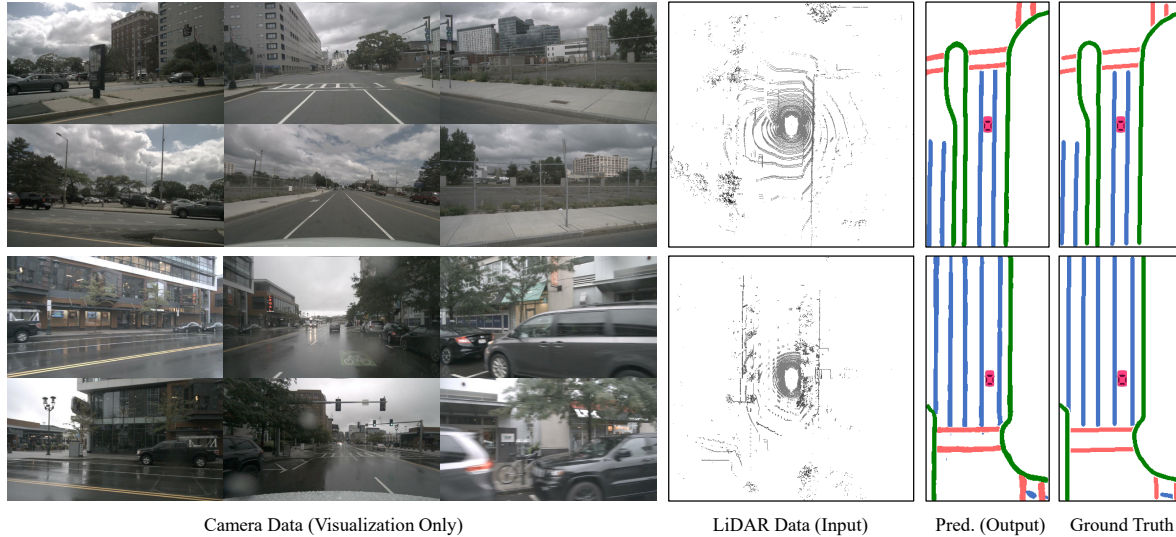 Camera Data (Visualization Only)
LiDAR Data (Input)
Pred. (Output)
Ground Truth